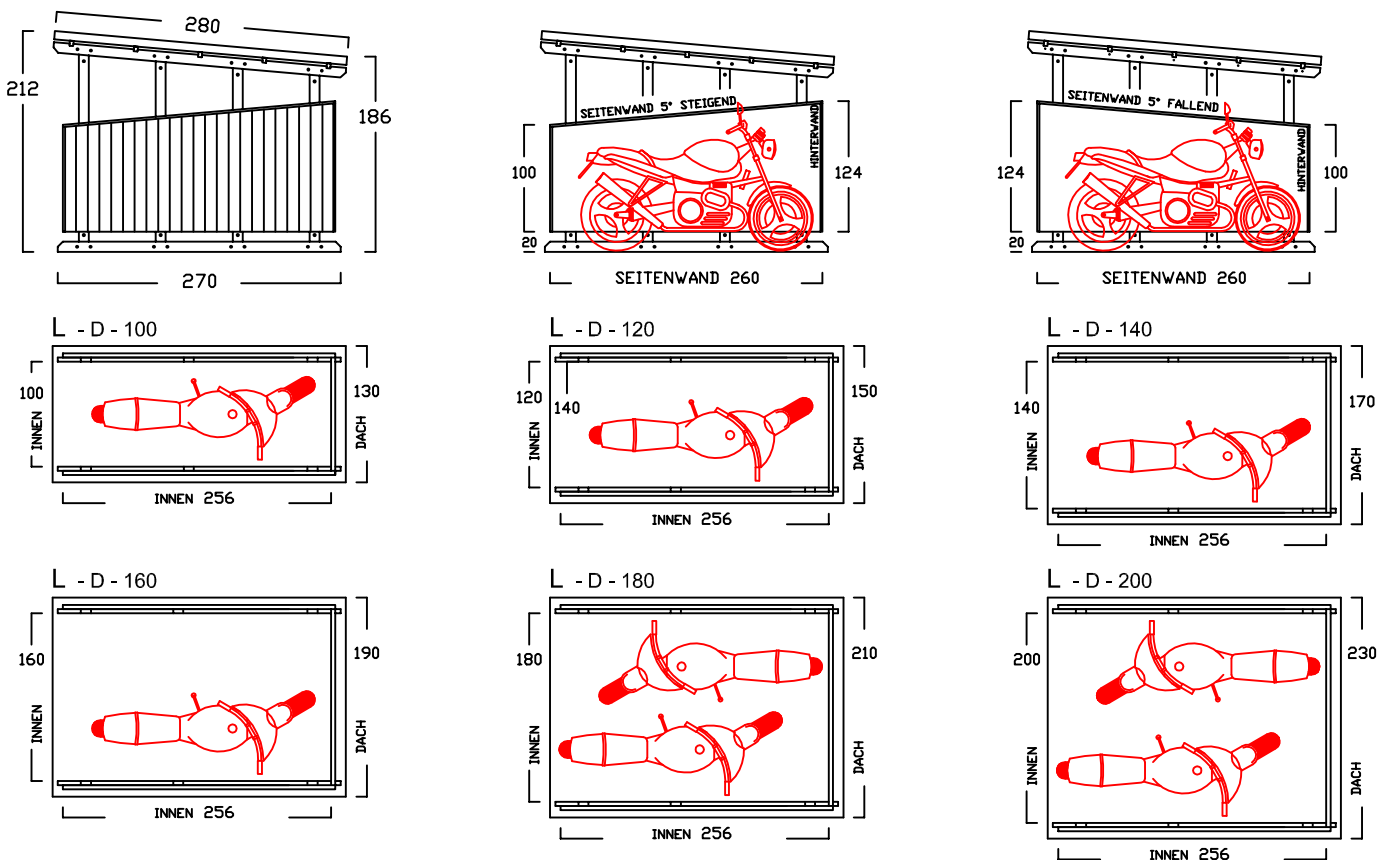 280
212
186
270
SEITENWAND 5° STEIGEND
HINTERWAND
100
124
20
SEITENWAND 260
SEITENWAND 5° FALLEND
HINTERWAND
124
100
20
SEITENWAND 260
L - D - 100
100
INNEN
130
DACH
INNEN 256
L - D - 120
120
INNEN
140
150
DACH
INNEN 256
L - D - 140
140
INNEN
170
DACH
INNEN 256
L - D - 160
160
INNEN
190
DACH
INNEN 256
L - D - 180
180
INNEN
210
DACH
INNEN 256
L - D - 200
200
INNEN
230
DACH
INNEN 256